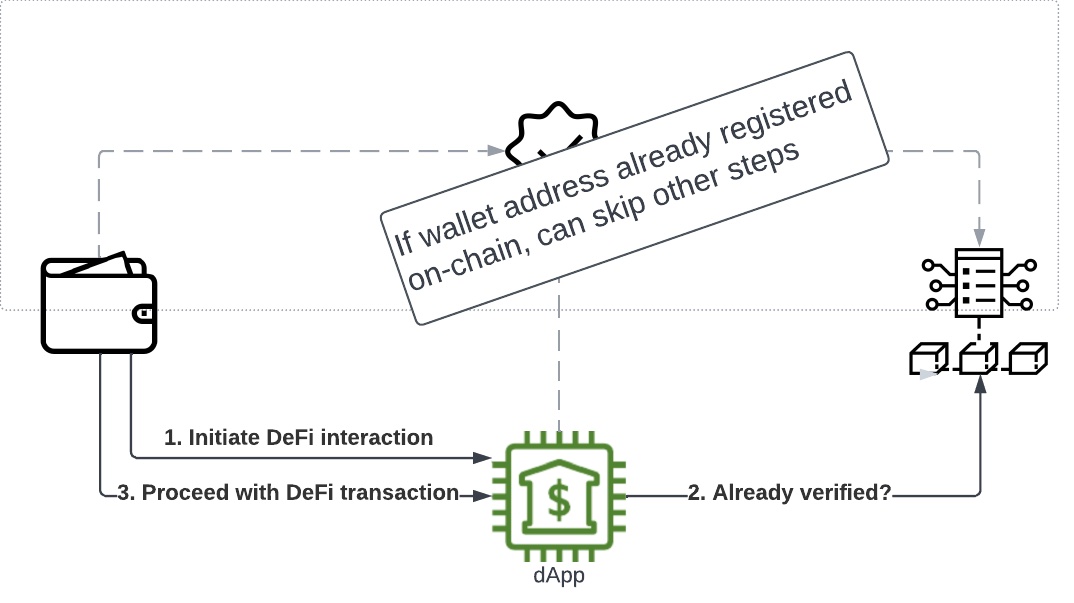 If wallet address already registered
on-chain, can skip other steps
1. Initiate DeFi interaction
3. Proceed with DeFi transaction
2. Already verified?
$
dApp